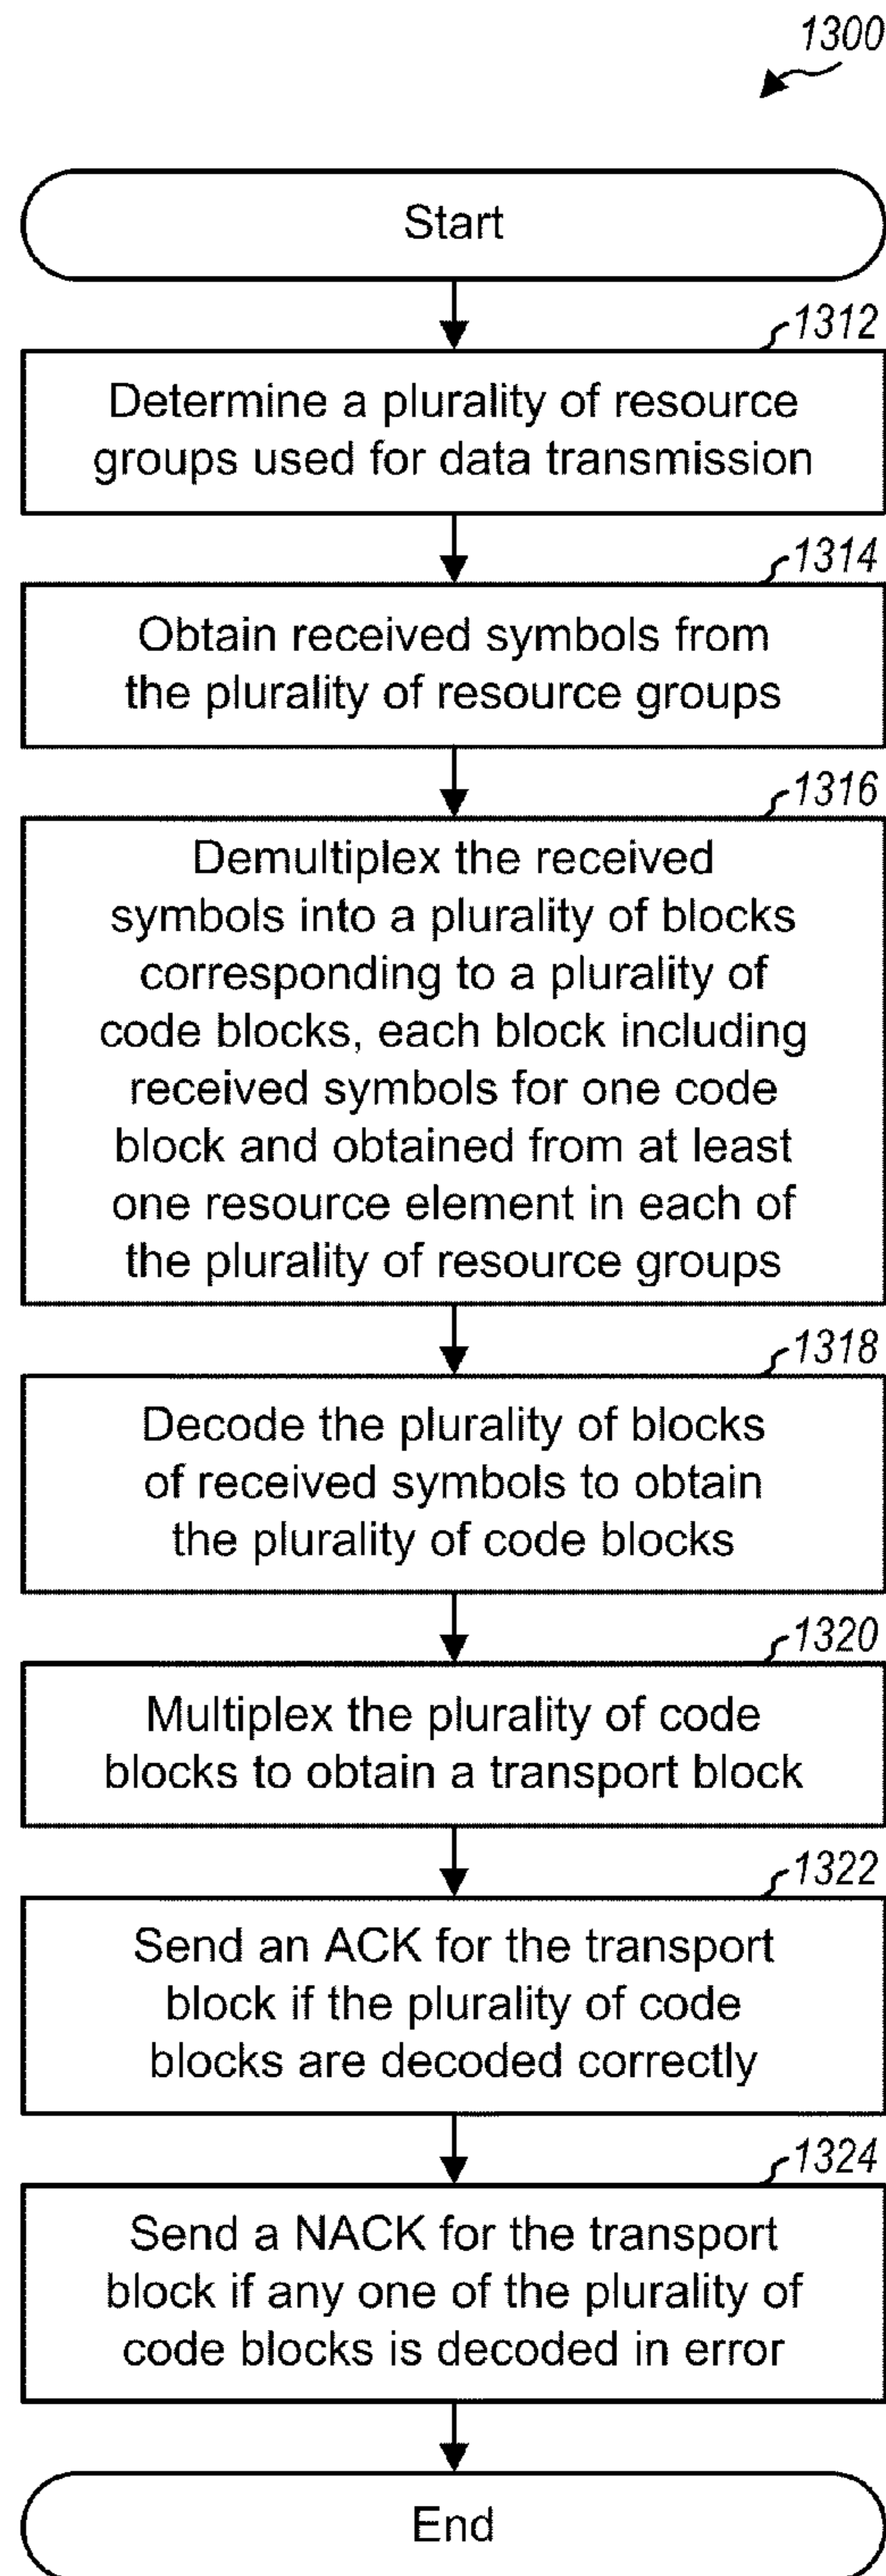 1300
Start
1312
Determine a plurality of resource
groups used for data transmission
1314
Obtain received symbols from
the plurality of resource groups
1316
Demultiplex the received
symbols into a plurality of blocks
corresponding to a plurality of
code blocks, each block including
received symbols for one code
block and obtained from at least
one resource element in each of
the plurality of resource groups
1318
Decode the plurality of blocks
of received symbols to obtain
the plurality of code blocks
1320
Multiplex the plurality of code
blocks to obtain a transport block
1322
Send an ACK for the transport
block if the plurality of code
blocks are decoded correctly
1324
Send a NACK for the transport
block if any one of the plurality of
code blocks is decoded in error
End